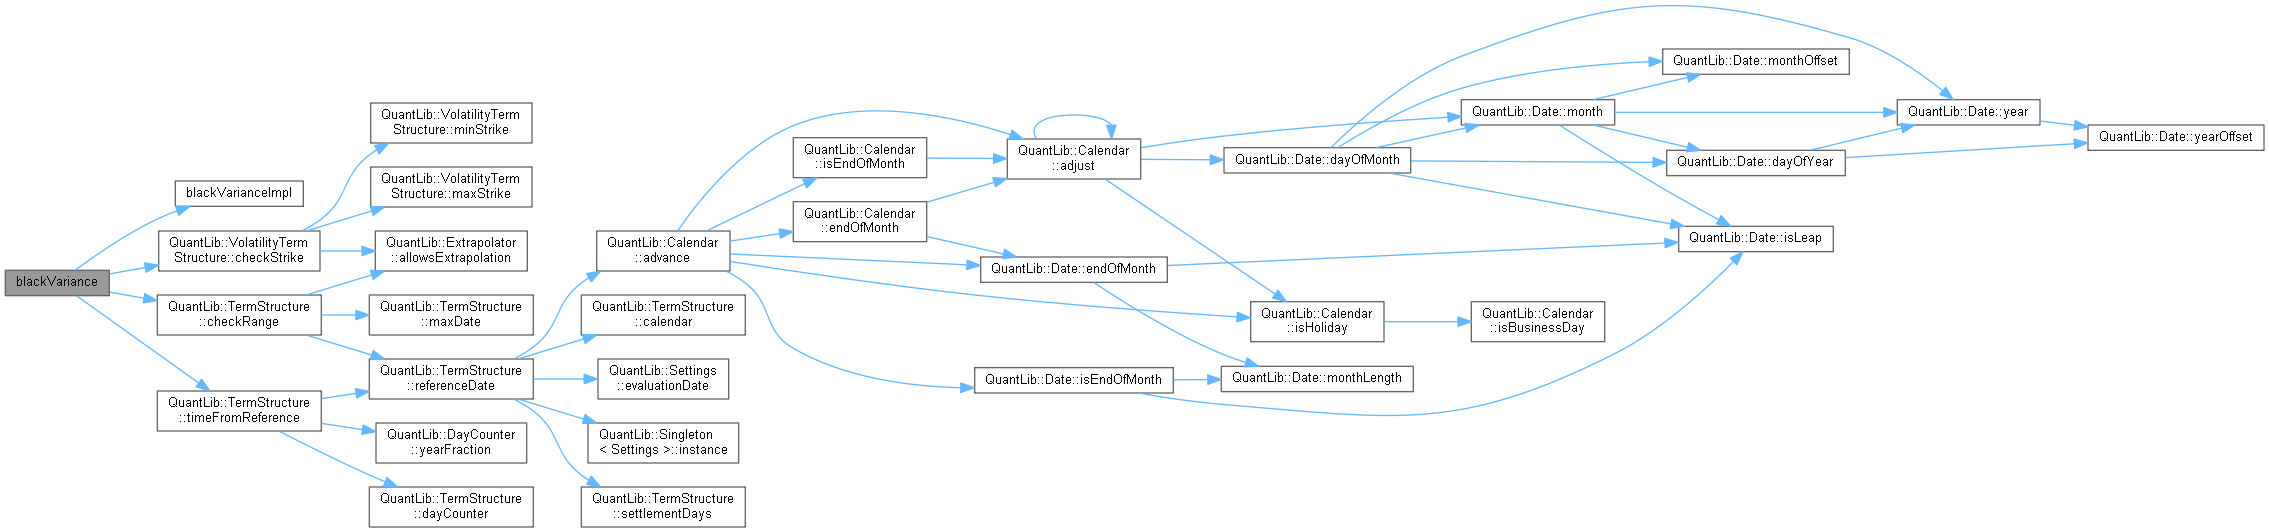 blackVariance
blackVarianceImpl
QuantLib::VolatilityTerm
Structure::checkStrike
QuantLib::TermStructure
::checkRange
QuantLib::TermStructure
::timeFromReference
QuantLib::VolatilityTerm
Structure::minStrike
QuantLib::VolatilityTerm
Structure::maxStrike
QuantLib::Extrapolator
::allowsExtrapolation
QuantLib::TermStructure
::maxDate
QuantLib::TermStructure
::referenceDate
QuantLib::DayCounter
::yearFraction
QuantLib::TermStructure
::dayCounter
QuantLib::Calendar
::advance
QuantLib::TermStructure
::calendar
QuantLib::Settings
::evaluationDate
QuantLib::Singleton
< Settings >::instance
QuantLib::TermStructure
::settlementDays
QuantLib::Calendar
::isEndOfMonth
QuantLib::Calendar
::endOfMonth
QuantLib::Date::endOfMonth
QuantLib::Date::isEndOfMonth
QuantLib::Calendar
::adjust
QuantLib::Date::dayOfMonth
QuantLib::Calendar
::isHoliday
QuantLib::Date::monthLength
QuantLib::Date::month
QuantLib::Calendar
::isBusinessDay
QuantLib::Date::monthOffset
QuantLib::Date::dayOfYear
QuantLib::Date::isLeap
QuantLib::Date::year
QuantLib::Date::yearOffset